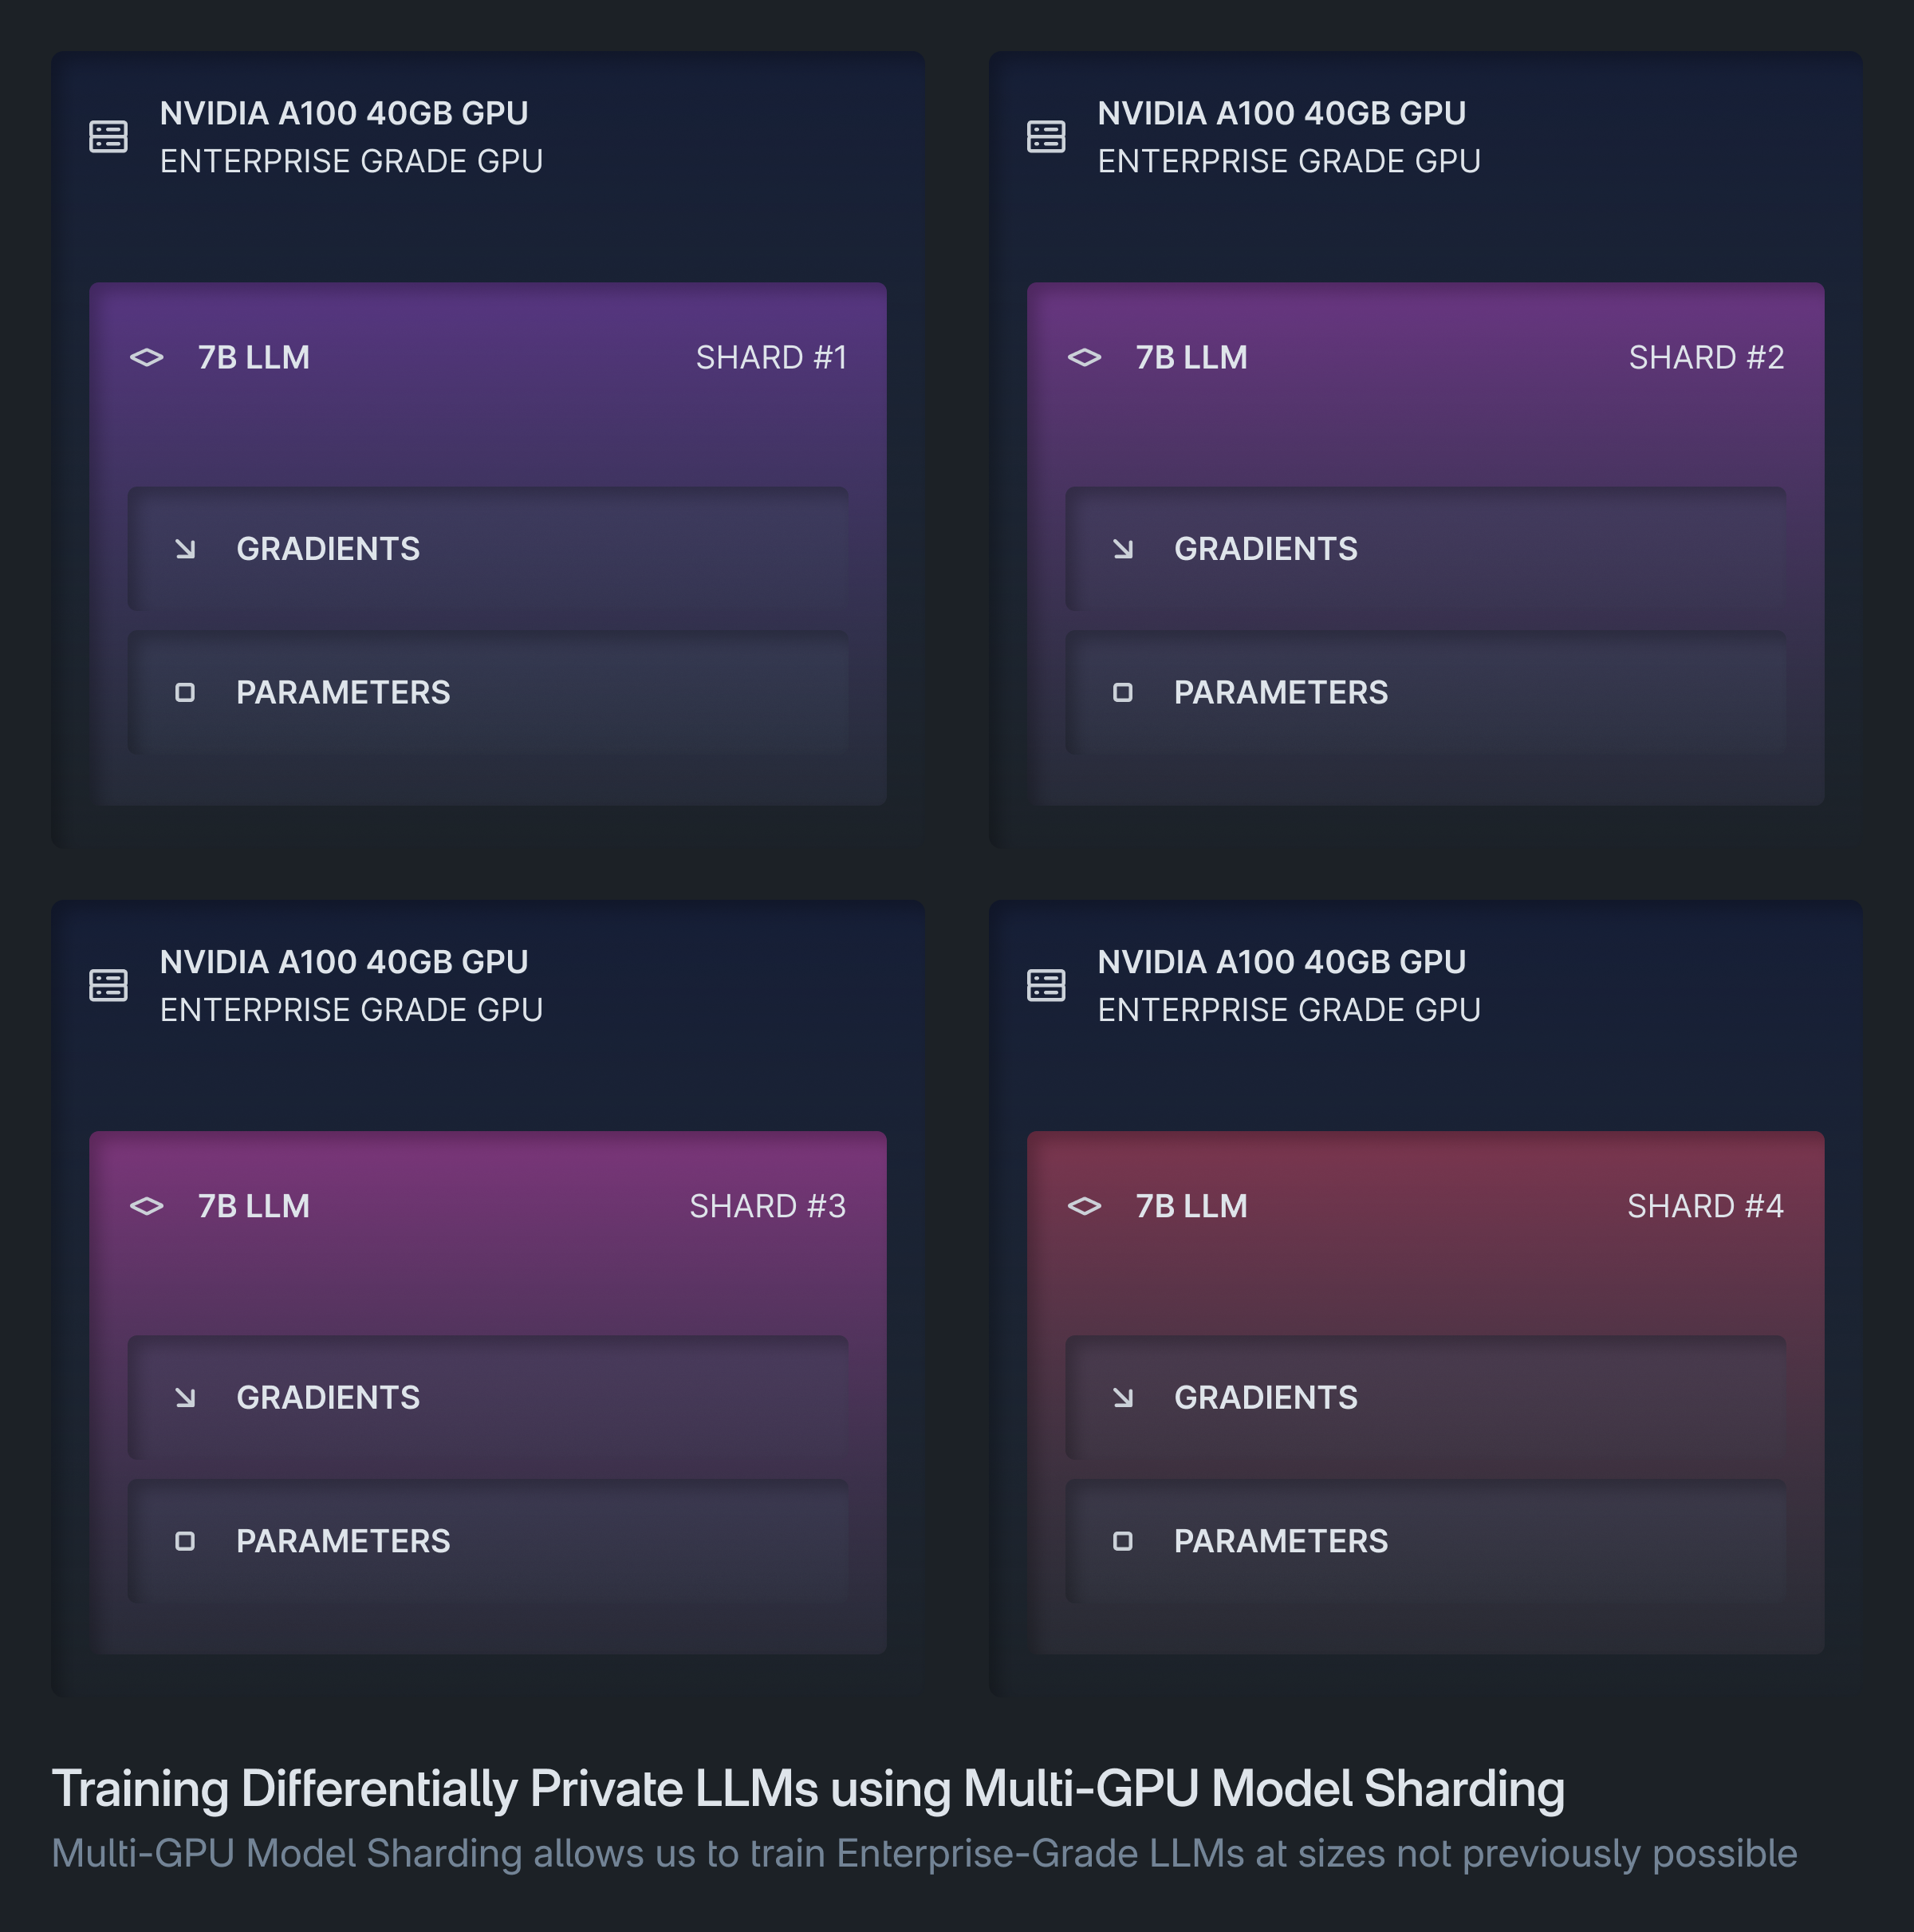 NVIDIA A100 40GB GPU
ENTERPRISE GRADE GPU
7B LLM
SHARD #1
GRADIENTS
PARAMETERS
NVIDIA A100 40GB GPU
ENTERPRISE GRADE GPU
7B LLM
SHARD #2
GRADIENTS
PARAMETERS
NVIDIA A100 40GB GPU
ENTERPRISE GRADE GPU
7B LLM
SHARD #3
GRADIENTS
PARAMETERS
NVIDIA A100 40GB GPU
ENTERPRISE GRADE GPU
7B LLM
SHARD #4
GRADIENTS
PARAMETERS
Training Differentially Private LLMs using Multi-GPU Model Sharding
Multi-GPU Model Sharding allows us to train Enterprise-Grade LLMs at sizes not previously possible